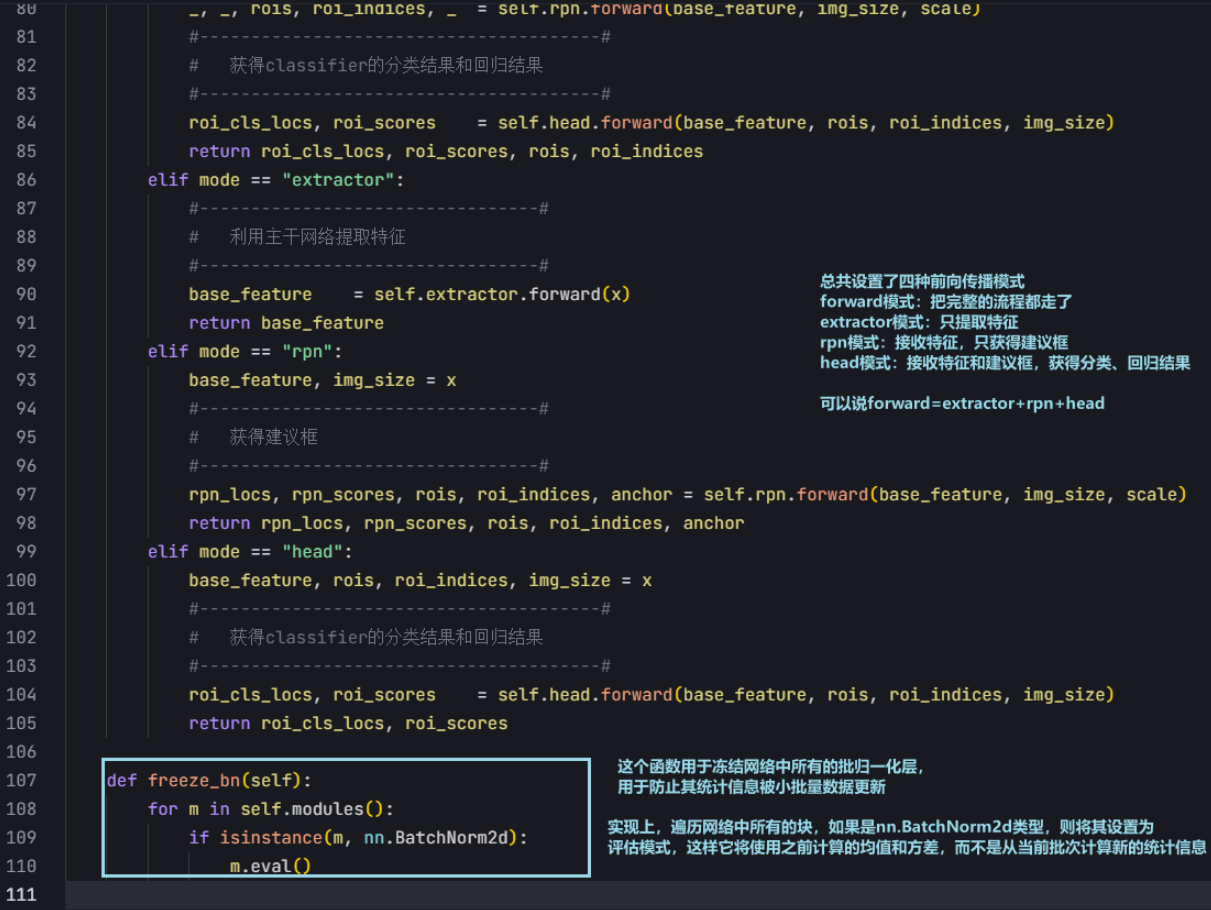 80 _, _, rois, roi_indices, _ = self.rpn.forward(base_feature, img_size, scale)
81 #---------------------------------------#
82 # 获得classifier的分类结果和回归结果
83 #---------------------------------------#
84 roi_cls_locs, roi_scores = self.head.forward(base_feature, rois, roi_indices, img_size)
85 return roi_cls_locs, roi_scores, rois, roi_indices
86 elif mode == "extractor":
87 #---------------------------------#
88 # 利用主干网络提取特征
89 #---------------------------------#
90 base_feature = self.extractor.forward(x)
91 return base_feature
92 elif mode == "rpn":
93 base_feature, img_size = x
94 #---------------------------------#
95 # 获得建议框
96 #---------------------------------#
97 rpn_locs, rpn_scores, rois, roi_indices, anchor = self.rpn.forward(base_feature, img_size, scale)
98 return rpn_locs, rpn_scores, rois, roi_indices, anchor
99 elif mode == "head":
100 base_feature, rois, roi_indices, img_size = x
101 #---------------------------------------#
102 # 获得classifier的分类结果和回归结果
103 #---------------------------------------#
104 roi_cls_locs, roi_scores = self.head.forward(base_feature, rois, roi_indices, img_size)
105 return roi_cls_locs, roi_scores
106
107 def freeze_bn(self):
108 for m in self.modules():
109 if isinstance(m, nn.BatchNorm2d):
110 m.eval()
111
总共设置了四种前向传播模式
forward模式：把完整的流程都走了
extractor模式：只提取特征
rpn模式：接收特征，只获得建议框
head模式：接收特征和建议框，获得分类、回归结果
可以说forward=extractor+rpn+head
这个函数用于冻结网络中所有的批归一化层，
用于防止其统计信息被小批量数据更新
实现上，遍历网络中所有的块，如果是nn.BatchNorm2d类型，则将其设置为
评估模式，这样它将使用之前计算的均值和方差，而不是从当前批次计算新的统计信息